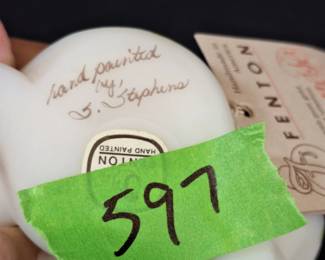 hand painted
by
S. Stephens
FENTON
HAND PAINTED
597
FENTON